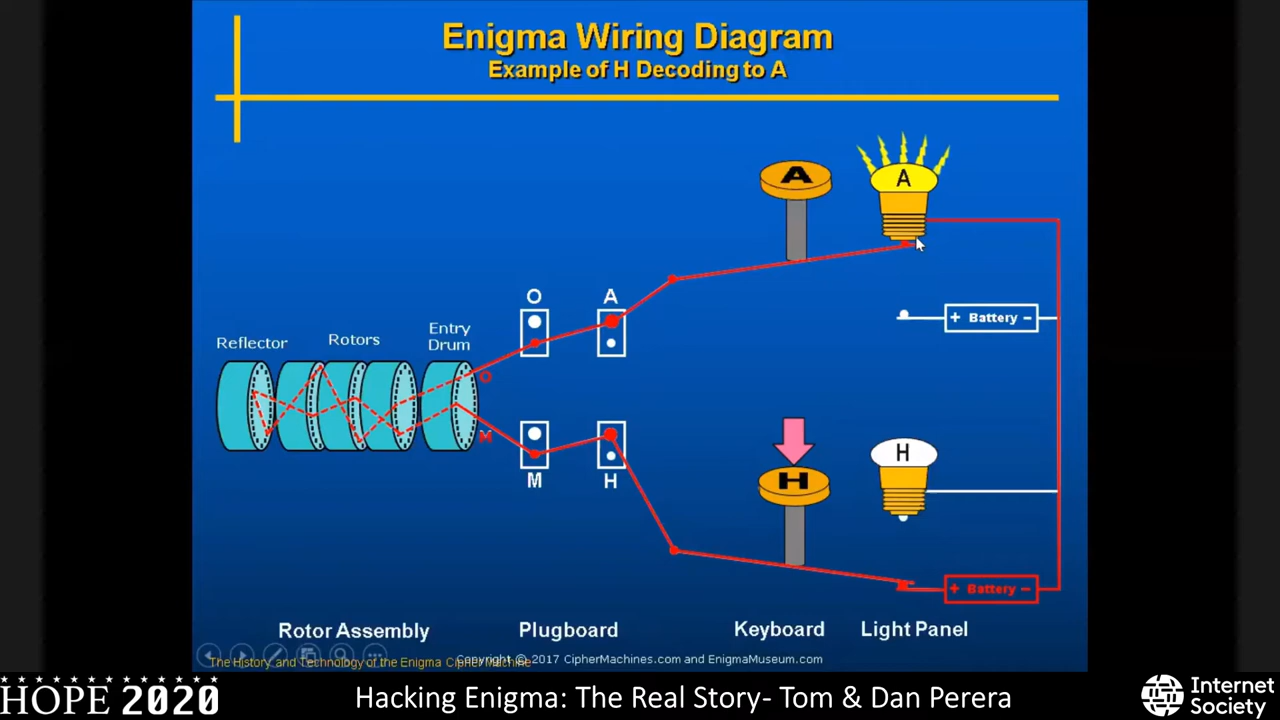 Enigma Wiring Diagram
Example of H Decoding to A
A
A
O
A
+ Battery -
Reflector
Rotors
Entry
Drum
O
M
H
H
M
H
+ Battery -
Rotor Assembly
Plugboard
Keyboard
Light Panel
The History and Technology of the Enigma Cipher Machine
Copyright © 2017 CipherMachines.com and EnigmaMuseum.com
HOPE 2020
Hacking Enigma: The Real Story- Tom & Dan Perera
Internet
Society